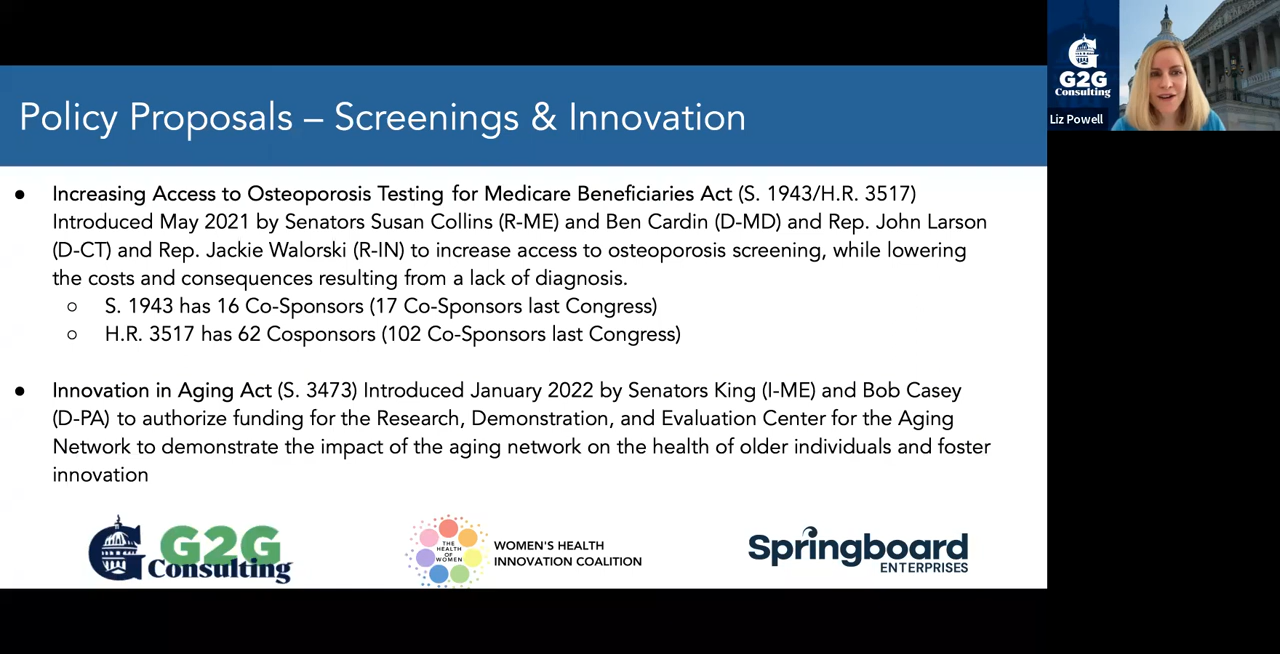 Policy Proposals – Screenings & Innovation
G2G
Consulting
Liz Powell
● Increasing Access to Osteoporosis Testing for Medicare Beneficiaries Act (S. 1943/H.R. 3517)
Introduced May 2021 by Senators Susan Collins (R-ME) and Ben Cardin (D-MD) and Rep. John Larson
(D-CT) and Rep. Jackie Walorski (R-IN) to increase access to osteoporosis screening, while lowering
the costs and consequences resulting from a lack of diagnosis.
○ S. 1943 has 16 Co-Sponsors (17 Co-Sponsors last Congress)
○ H.R. 3517 has 62 Cosponsors (102 Co-Sponsors last Congress)
● Innovation in Aging Act (S. 3473) Introduced January 2022 by Senators King (I-ME) and Bob Casey
(D-PA) to authorize funding for the Research, Demonstration, and Evaluation Center for the Aging
Network to demonstrate the impact of the aging network on the health of older individuals and foster
innovation
G2G
Consulting
THE
HEALTH
OF
WOMEN
WOMEN'S HEALTH
INNOVATION COALITION
Springboard
ENTERPRISES